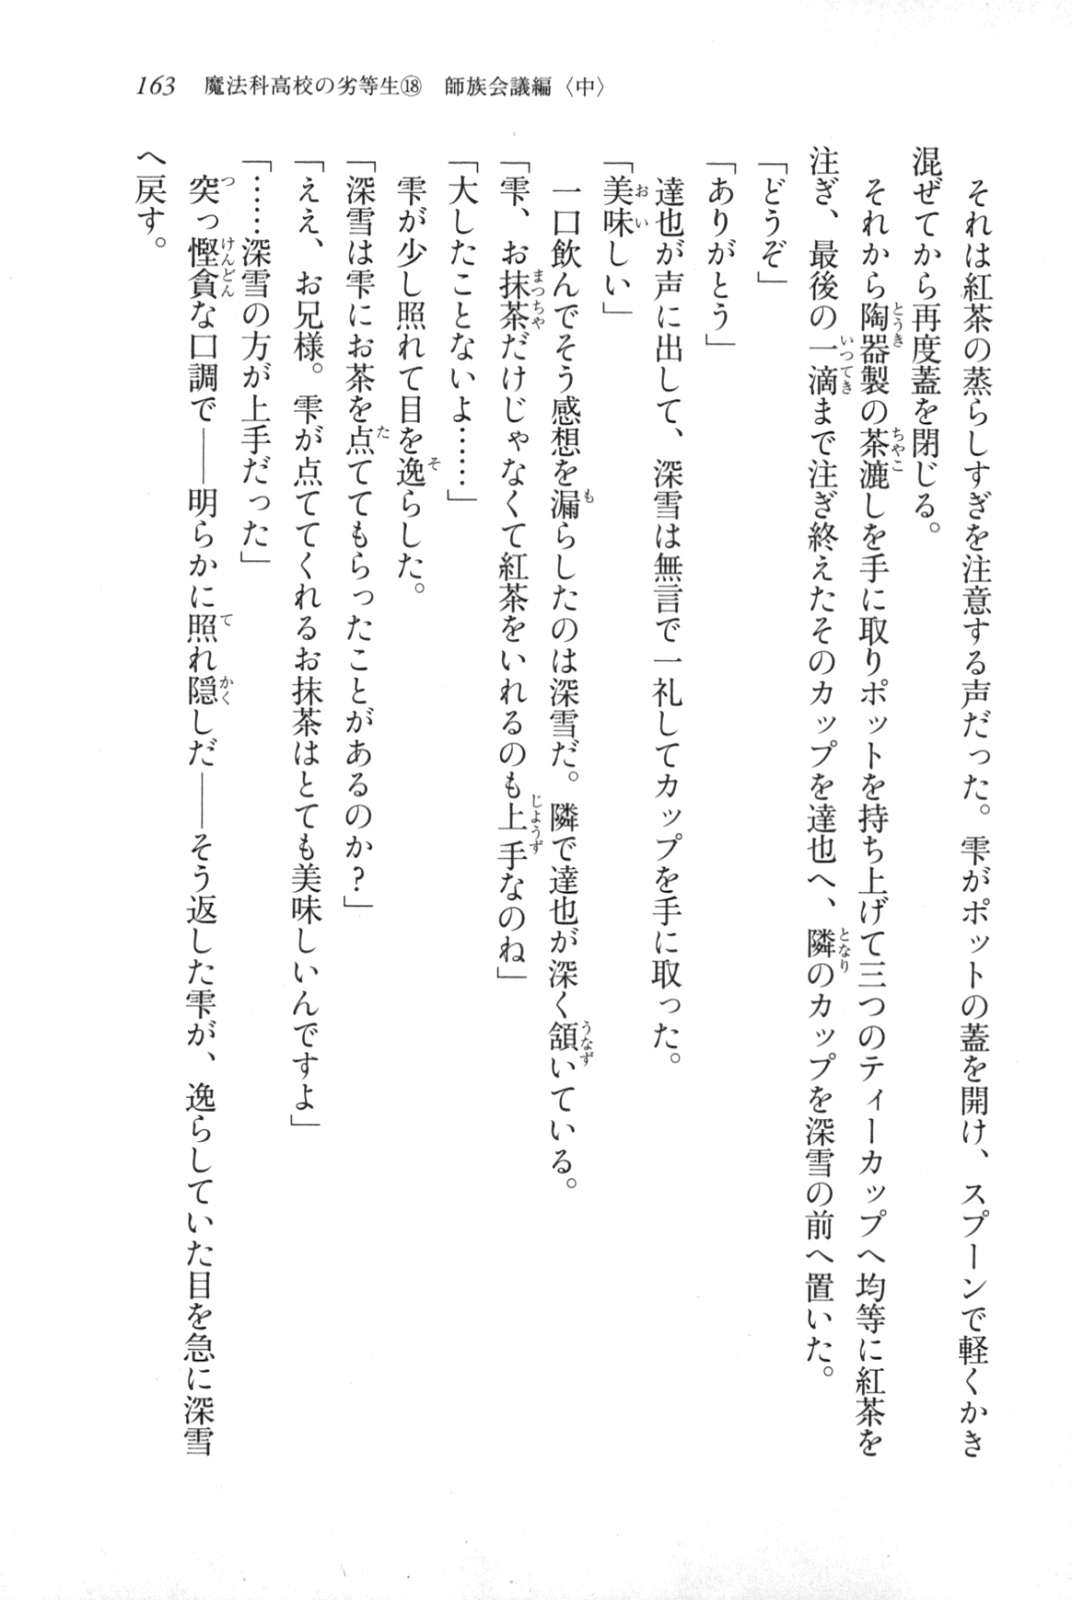 163　魔法科高校の劣等生⑱　師族会議編〈中〉
　それは紅茶の蒸らしすぎを注意する声だった。雫がポットの蓋を開け、スプーンで軽くかき
混ぜてから再度蓋を閉じる。
　それから陶器製の茶漉しを手に取りポットを持ち上げて三つのティーカップへ均等に紅茶を
注ぎ、最後の一滴まで注ぎ終えたそのカップを達也へ、隣のカップを深雪の前へ置いた。
「どうぞ」
「ありがとう」
　達也が声に出して、深雪は無言で一礼してカップを手に取った。
「美味しい」
　一口飲んでそう感想を漏らしたのは深雪だ。隣で達也が深く頷いている。
「雫、お抹茶だけじゃなくて紅茶をいれるのも上手なのね」
「大したことないよ……」
　雫が少し照れて目を逸らした。
「深雪は雫にお茶を点ててもらったことがあるのか？」
「ええ、お兄様。雫が点ててくれるお抹茶はとても美味しいんですよ」
「……深雪の方が上手だった」
　突っ慳貪な口調で――明らかに照れ隠しだ――そう返した雫が、逸らしていた目を急に深雪
へ戻す。